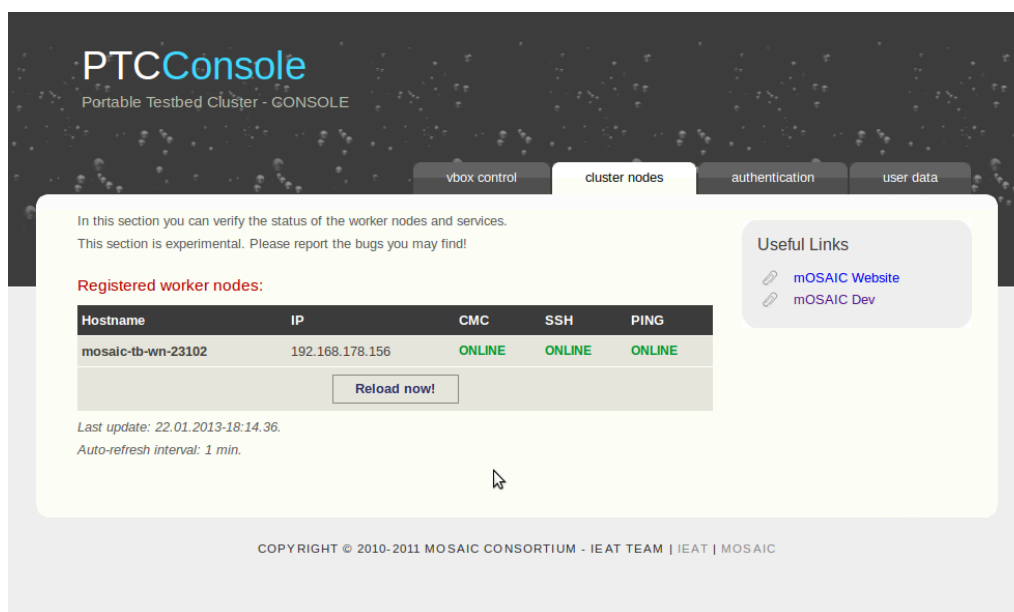 PTCConsole
Portable Testbed Cluster - CONSOLE
vbox control cluster nodes authentication user data
In this section you can verify the status of the worker nodes and services.
This section is experimental. Please report the bugs you may find!
Registered worker nodes:
Hostname IP CMC SSH PING
mosaic-tb-wn-23102 192.168.178.156 ONLINE ONLINE ONLINE
Reload now!
Last update: 22.01.2013-18:14.36.
Auto-refresh interval: 1 min.
Useful Links
mOSAIC Website
mOSAIC Dev
COPYRIGHT © 2010-2011 MOSAIC CONSORTIUM - IEAT TEAM | IEAT | MOSAIC